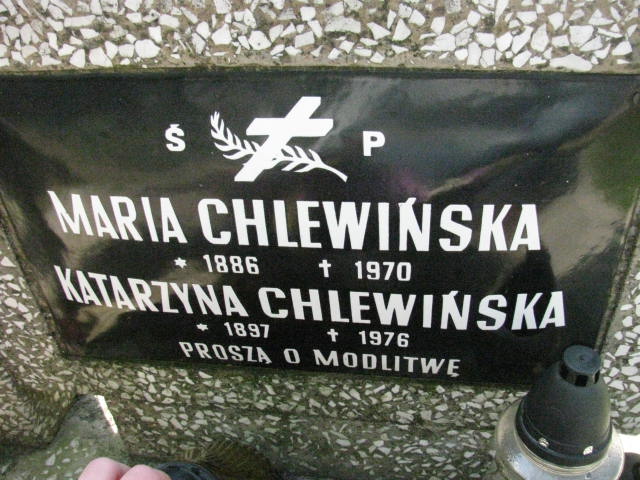 Ś P
MARIA CHLEWIŃSKA
* 1886 † 1970
KATARZYNA CHLEWIŃSKA
* 1897 † 1976
PROSZĄ O MODLITWĘ